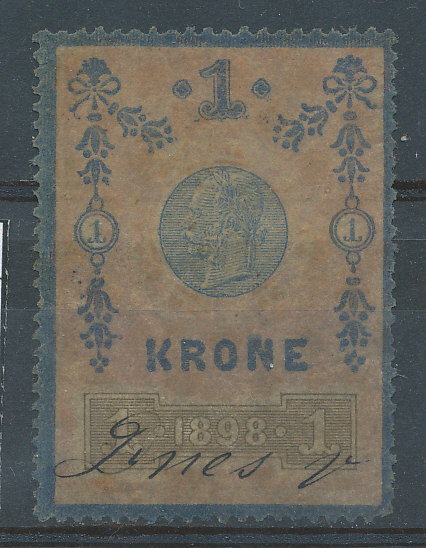 · 1 ·
1 1
KRONE
1 · 1898 · 1